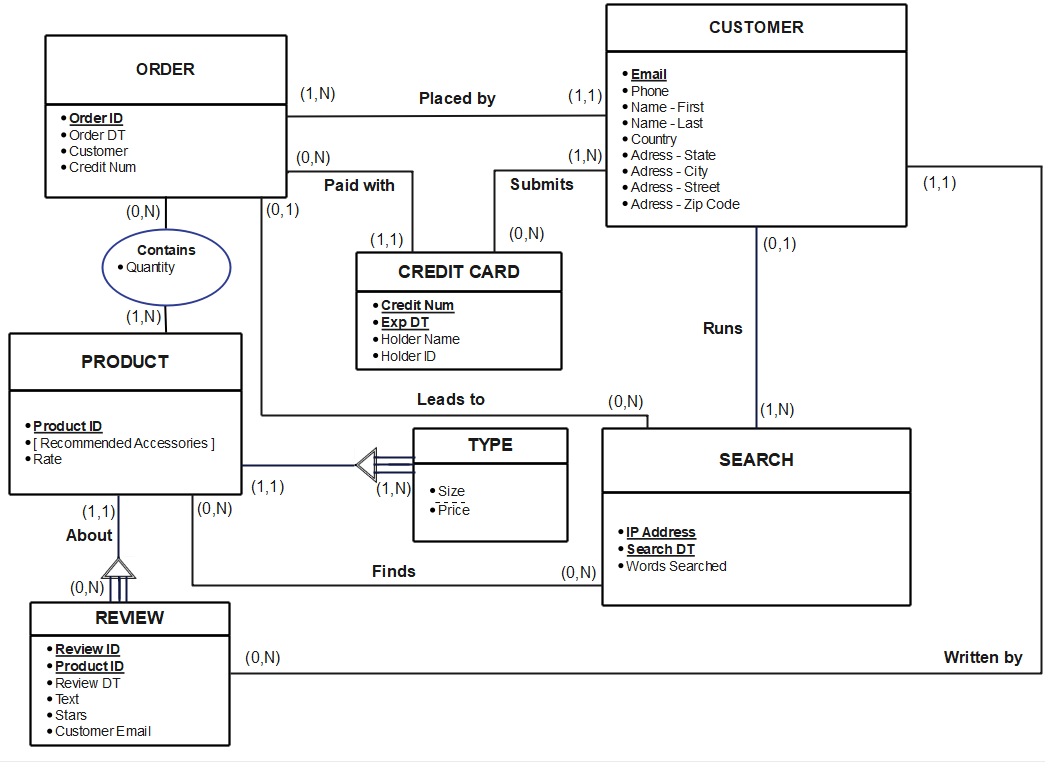 CUSTOMER
Email
Phone
Name - First
Name - Last
Country
Adress - State
Adress - City
Adress - Street
Adress - Zip Code
ORDER
Order ID
Order DT
Customer
Credit Num
(1,N)
Placed by
(1,1)
(0,N)
Paid with
(1,1)
(1,N)
Submits
(0,N)
(1,1)
(0,N)
(0,1)
Contains
Quantity
(1,N)
CREDIT CARD
Credit Num
Exp DT
Holder Name
Holder ID
(0,1)
Runs
(1,N)
PRODUCT
Product ID
[ Recommended Accessories ]
Rate
Leads to
(0,N)
TYPE
Size
Price
(1,1)
(1,N)
SEARCH
IP Address
Search DT
Words Searched
(1,1)
About
(0,N)
(0,N)
Finds
(0,N)
REVIEW
Review ID
Product ID
Review DT
Text
Stars
Customer Email
(0,N)
Written by